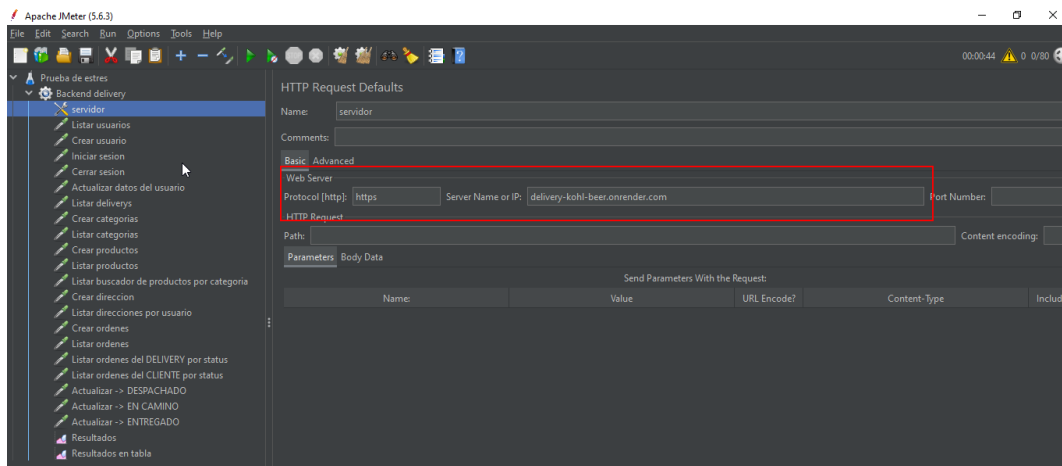 Apache JMeter (5.6.3)
File Edit Search Run Options Tools Help
00:00:44 0 0/80
Prueba de estres
Backend delivery
servidor
Listar usuarios
Crear usuario
Iniciar sesion
Cerrar sesion
Actualizar datos del usuario
Listar deliverys
Crear categorias
Listar categorias
Crear productos
Listar productos
Listar buscador de productos por categoria
Crear direccion
Listar direcciones por usuario
Crear ordenes
Listar ordenes
Listar ordenes del DELIVERY por status
Listar ordenes del CLIENTE por status
Actualizar -> DESPACHADO
Actualizar -> EN CAMINO
Actualizar -> ENTREGADO
Resultados
Resultados en tabla
HTTP Request Defaults
Name: servidor
Comments:
Basic Advanced
Web Server
Protocol [http]: https Server Name or IP: delivery-kohl-beer.onrender.com Port Number:
HTTP Request
Path: Content encoding:
Parameters Body Data
Send Parameters With the Request:
Name: Value URL Encode? Content-Type Includ